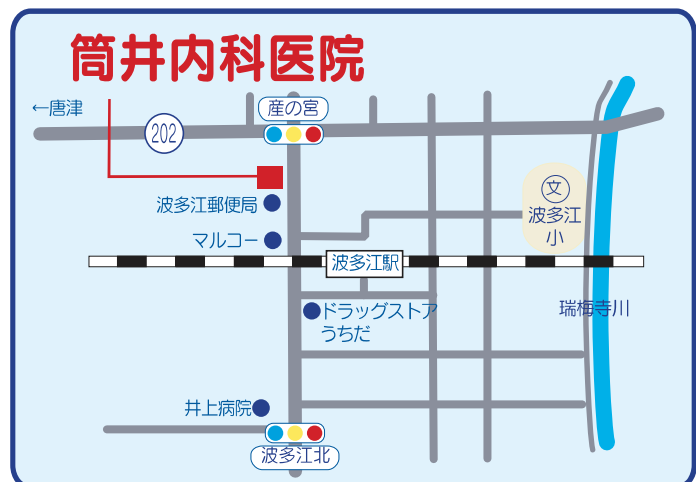 筒井内科医院
←唐津
産の宮
202
波多江郵便局
文
波多江
小
マルコー
波多江駅
ドラッグストア
うちだ
瑞梅寺川
井上病院
波多江北